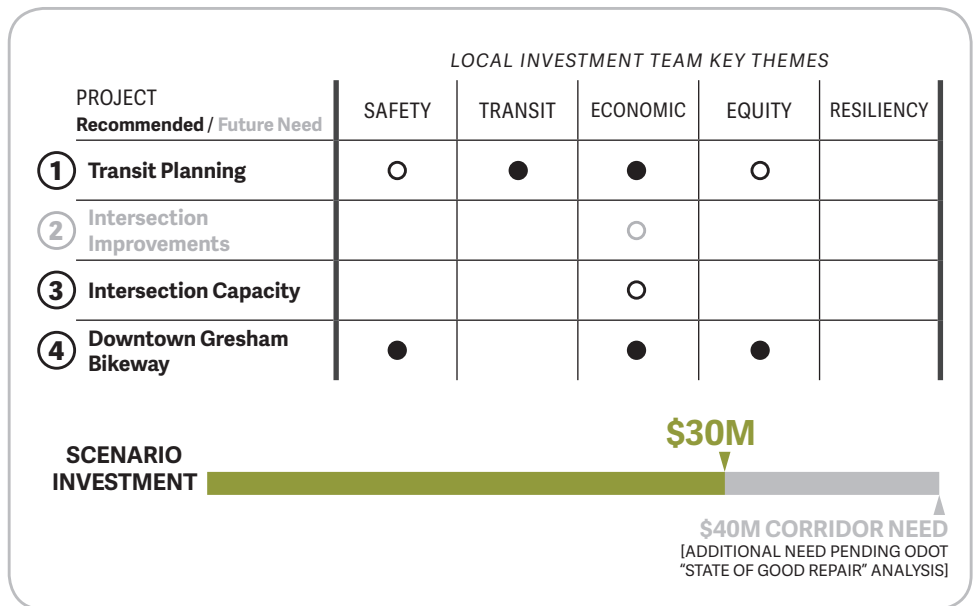 LOCAL INVESTMENT TEAM KEY THEMES
PROJECT
Recommended / Future Need
SAFETY
TRANSIT
ECONOMIC
EQUITY
RESILIENCY
1 Transit Planning
2 Intersection
Improvements
3 Intersection Capacity
4 Downtown Gresham
Bikeway
$30M
SCENARIO
INVESTMENT
$40M CORRIDOR NEED
[ADDITIONAL NEED PENDING ODOT
“STATE OF GOOD REPAIR” ANALYSIS]